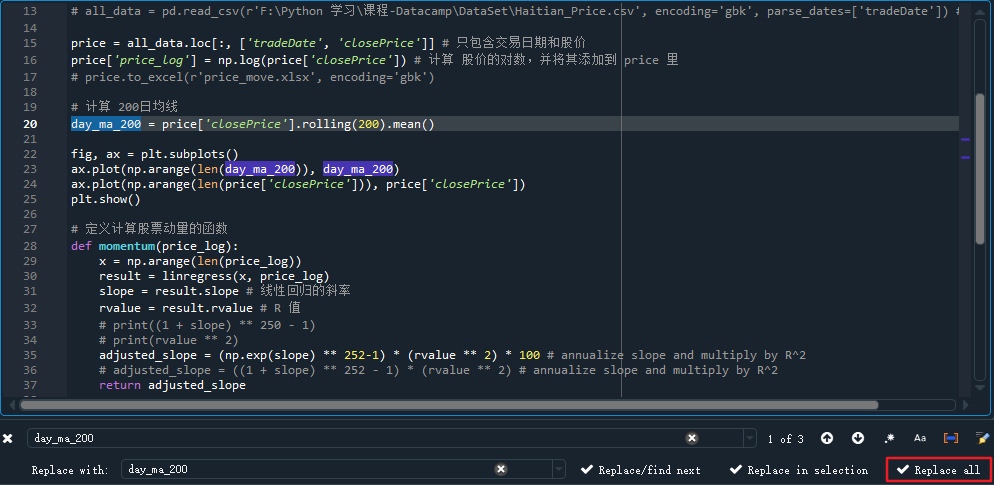 13 # all_data = pd.read_csv(r'F:\Python 学习\课程-Datacamp\DataSet\Haitian_Price.csv', encoding='gbk', parse_dates=['tradeDate']) #
14
15 price = all_data.loc[:, ['tradeDate', 'closePrice']] # 只包含交易日期和股价
16 price['price_log'] = np.log(price['closePrice']) # 计算 股价的对数，并将其添加到 price 里
17 # price.to_excel(r'price_move.xlsx', encoding='gbk')
18
19 # 计算 200日均线
20 day_ma_200 = price['closePrice'].rolling(200).mean()
21
22 fig, ax = plt.subplots()
23 ax.plot(np.arange(len(day_ma_200)), day_ma_200)
24 ax.plot(np.arange(len(price['closePrice'])), price['closePrice'])
25 plt.show()
26
27 # 定义计算股票动量的函数
28 def momentum(price_log):
29 x = np.arange(len(price_log))
30 result = linregress(x, price_log)
31 slope = result.slope # 线性回归的斜率
32 rvalue = result.rvalue # R 值
33 # print((1 + slope) ** 250 - 1)
34 # print(rvalue ** 2)
35 adjusted_slope = (np.exp(slope) ** 252-1) * (rvalue ** 2) * 100 # annualize slope and multiply by R^2
36 # adjusted_slope = ((1 + slope) ** 252 - 1) * (rvalue ** 2) # annualize slope and multiply by R^2
37 return adjusted_slope
day_ma_200 1 of 3 .* Aa
Replace with: day_ma_200 Replace/find next Replace in selection Replace all